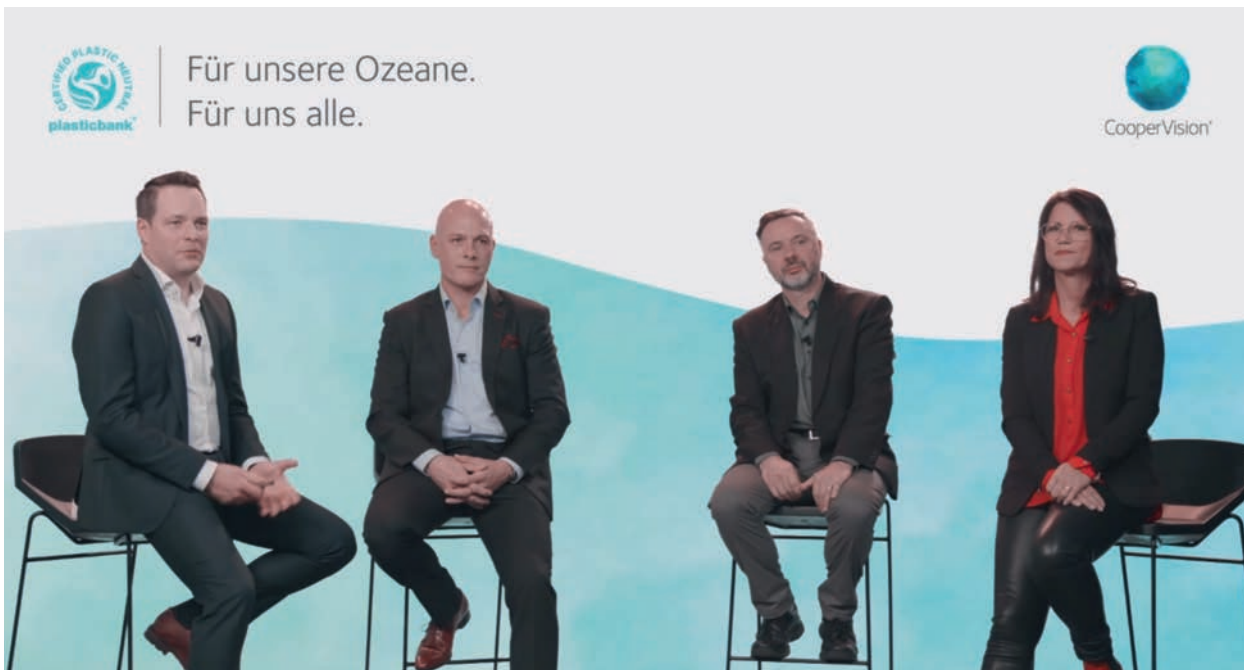 CERTIFIED PLASTIC NEUTRAL
plasticbank
Für unsere Ozeane.
Für uns alle.
CooperVision®